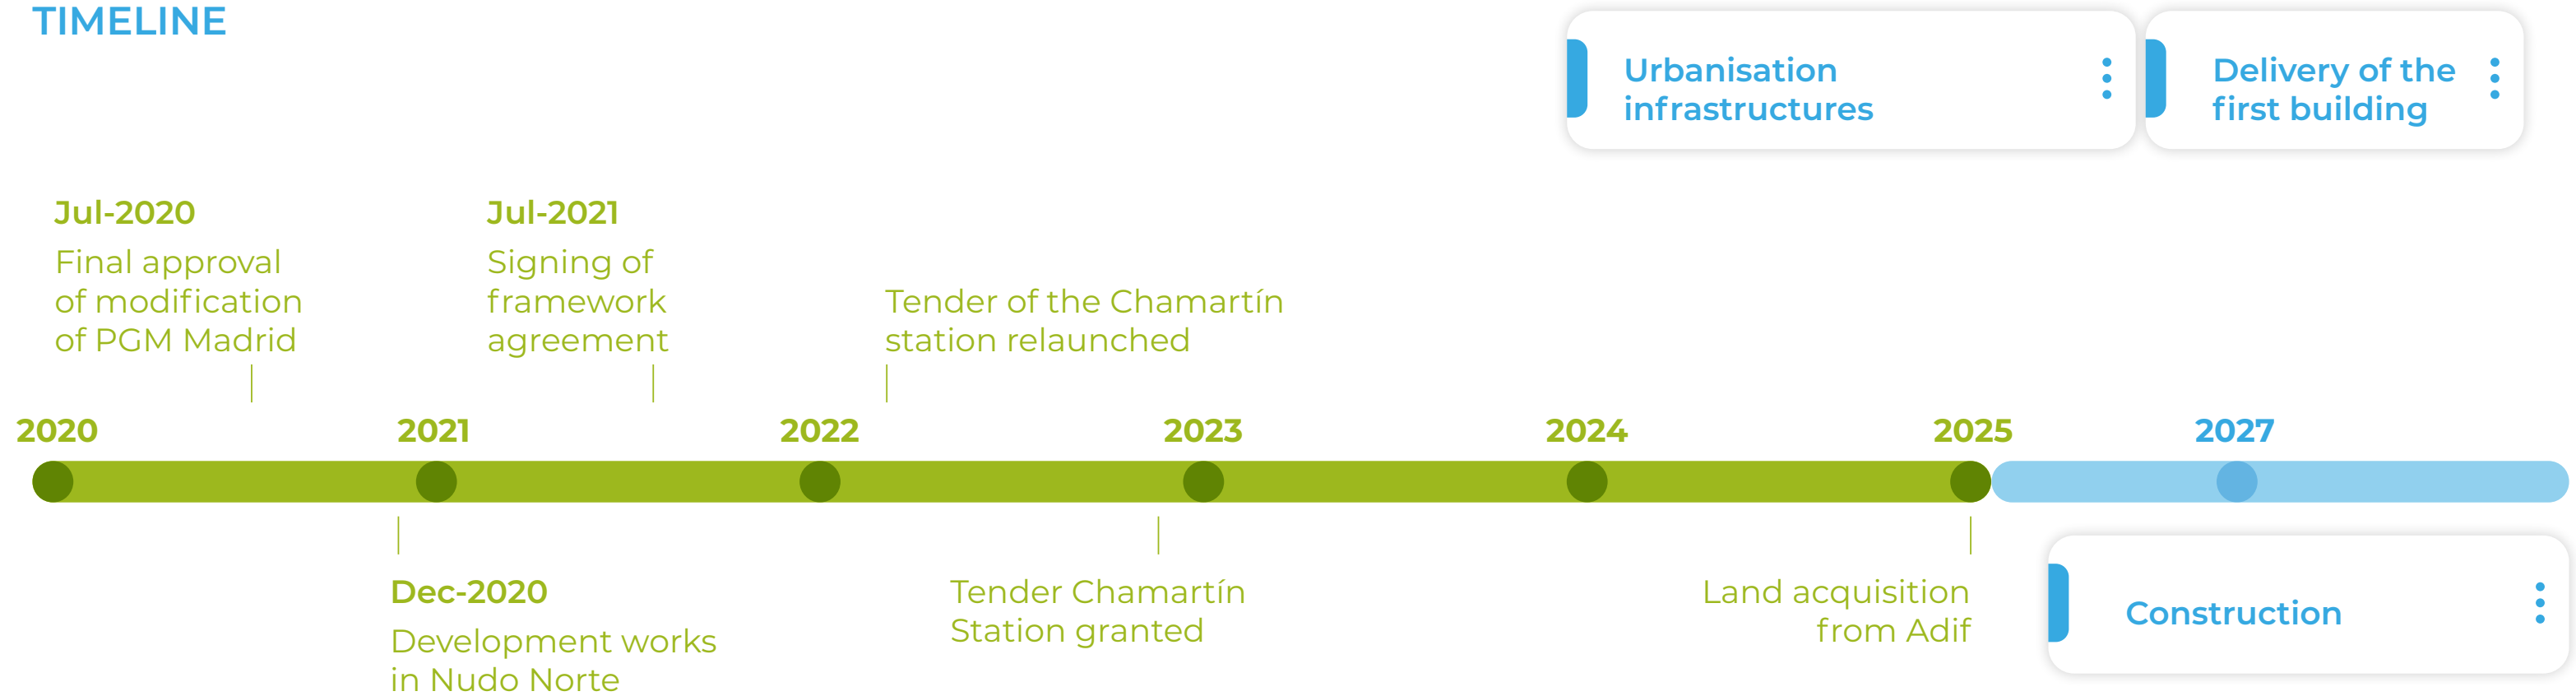 TIMELINE
Urbanisation
infrastructures
Delivery of the
first building
Jul-2020
Final approval
of modification
of PGM Madrid
Jul-2021
Signing of
framework
agreement
Tender of the Chamartín
station relaunched
2020
2021
2022
2023
2024
2025
2027
Dec-2020
Development works
in Nudo Norte
Tender Chamartín
Station granted
Land acquisition
from Adif
Construction